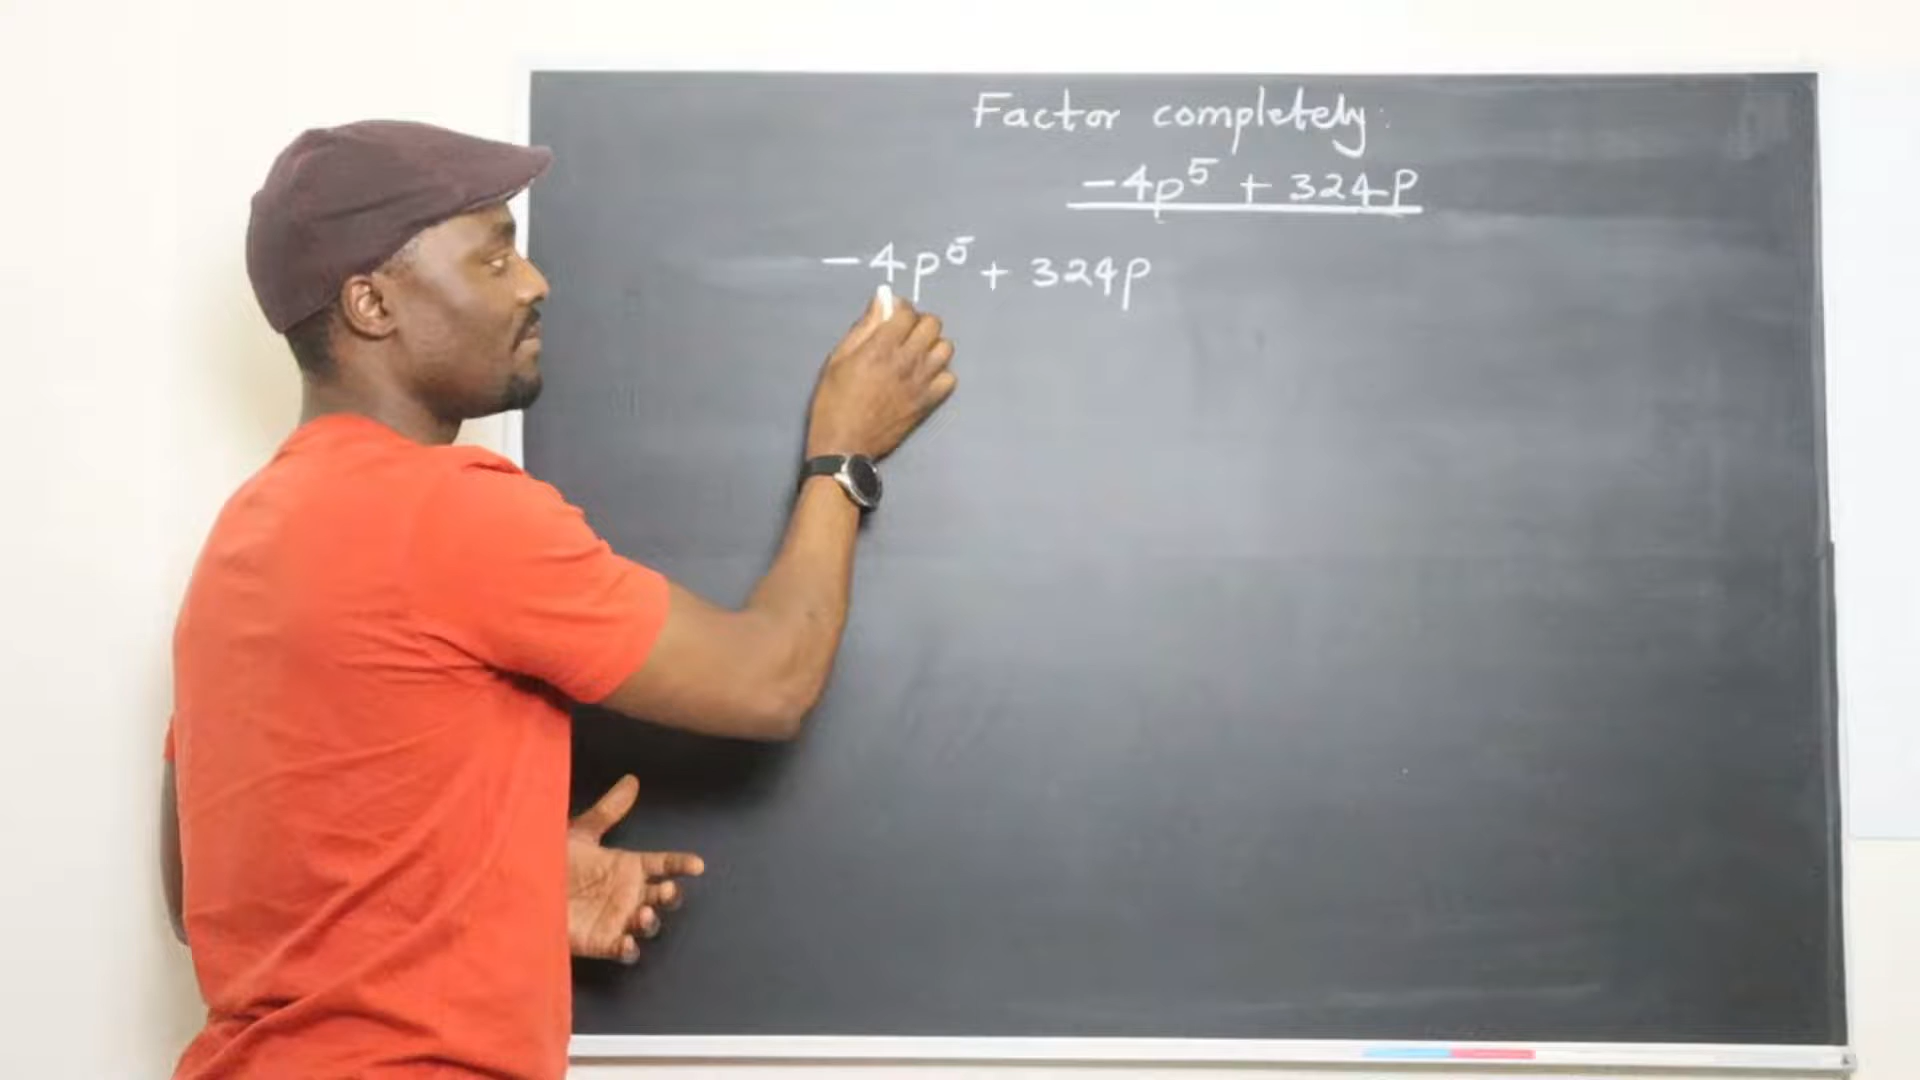 Factor completely:
-4p⁵ + 324p
-4p⁵ + 324p